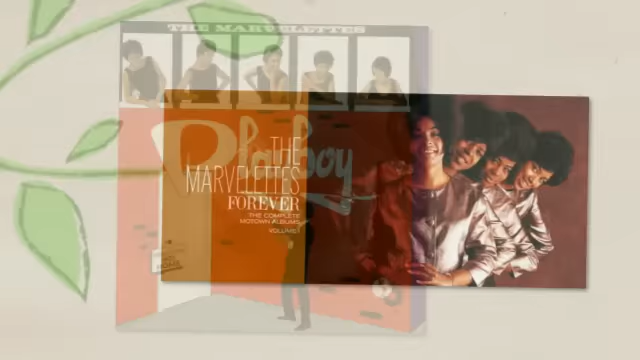 THE MARVELETTES
Playboy
THE
MARVELETTES
FOREVER
THE COMPLETE
MOTOWN ALBUMS
VOLUME 1